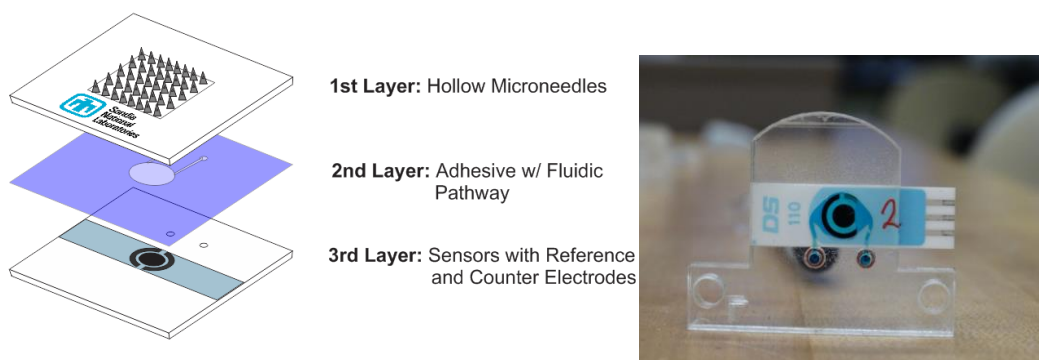 1st Layer: Hollow Microneedles
Sandia
National
Laboratories
2nd Layer: Adhesive w/ Fluidic
Pathway
3rd Layer: Sensors with Reference
and Counter Electrodes
DS
110
2